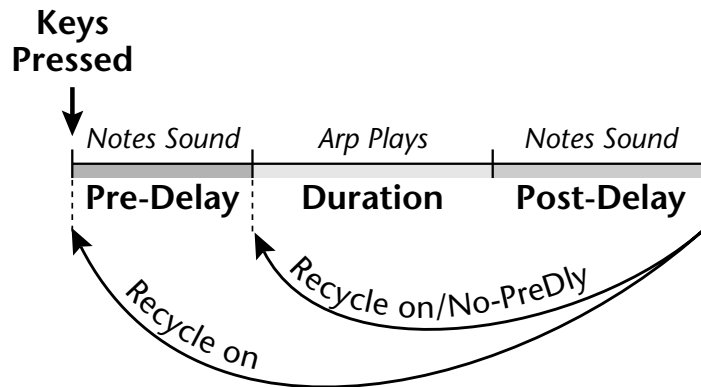 Keys
Pressed
Notes Sound Arp Plays Notes Sound
Pre-Delay Duration Post-Delay
Recycle on/No-PreDly
Recycle on